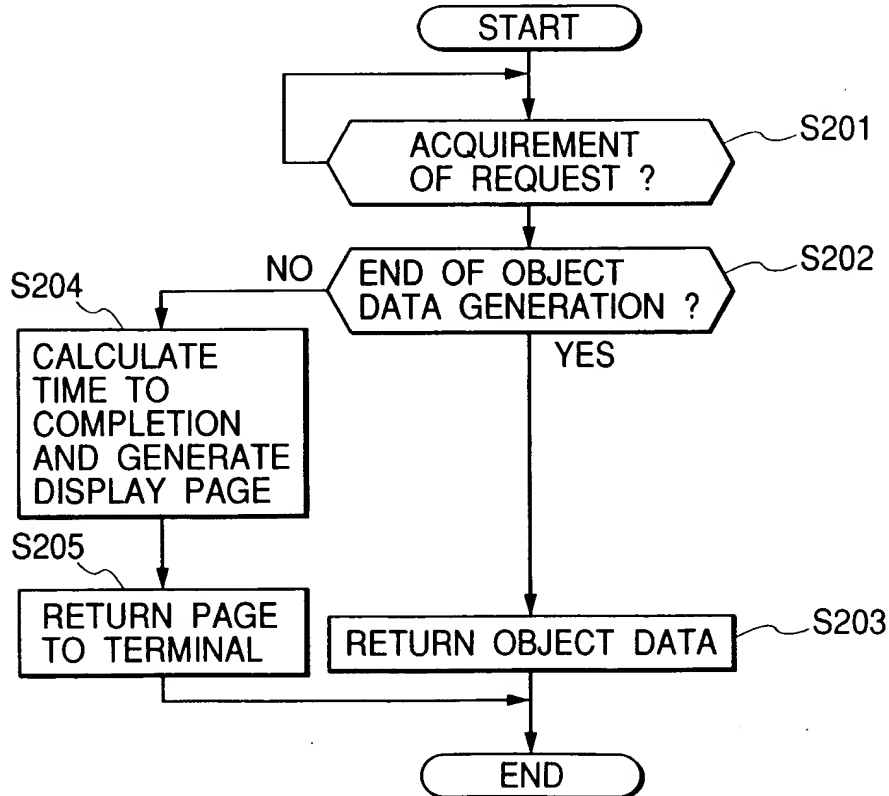 START
ACQUIREMENT
OF REQUEST ?
S201
END OF OBJECT
DATA GENERATION ?
S202
NO
YES
S204
CALCULATE
TIME TO
COMPLETION
AND GENERATE
DISPLAY PAGE
S205
RETURN PAGE
TO TERMINAL
RETURN OBJECT DATA
S203
END